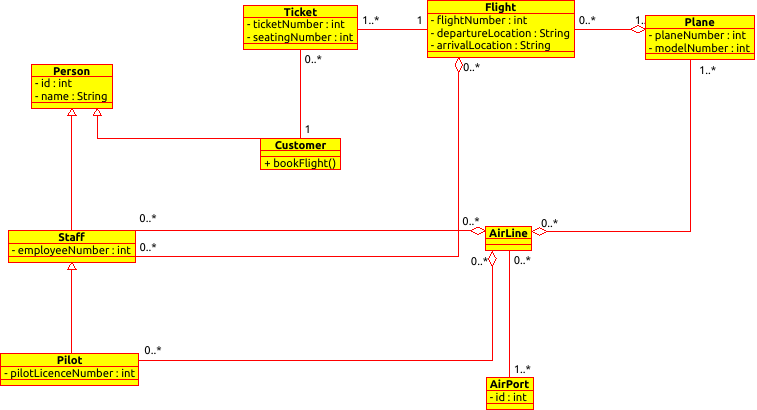 Ticket
- ticketNumber : int
- seatingNumber : int
1..*
1
Flight
- flightNumber : int
- departureLocation : String
- arrivalLocation : String
0..*
1..
Plane
- planeNumber : int
- modelNumber : int
0..*
0..*
1..*
Person
- id : int
- name : String
1
Customer
+ bookFlight()
0..*
0..*
0..*
Staff
- employeeNumber : int
0..*
AirLine
0..*
0..*
0..*
Pilot
- pilotLicenceNumber : int
1..*
AirPort
- id : int